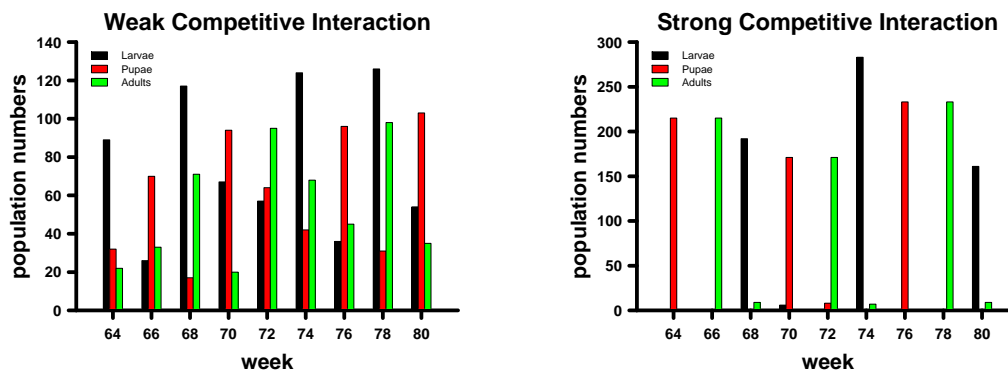 Weak Competitive Interaction
140
120
100
80
60
40
20
0
population numbers
Larvae
Pupae
Adults
64 66 68 70 72 74 76 78 80
week
Strong Competitive Interaction
300
250
200
150
100
50
0
population numbers
Larvae
Pupae
Adults
64 66 68 70 72 74 76 78 80
week